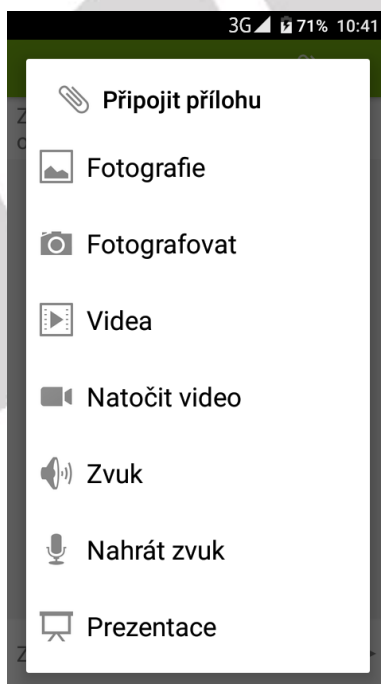 3G 71% 10:41
Připojit přílohu
Fotografie
Fotografovat
Videa
Natočit video
Zvuk
Nahrát zvuk
Prezentace